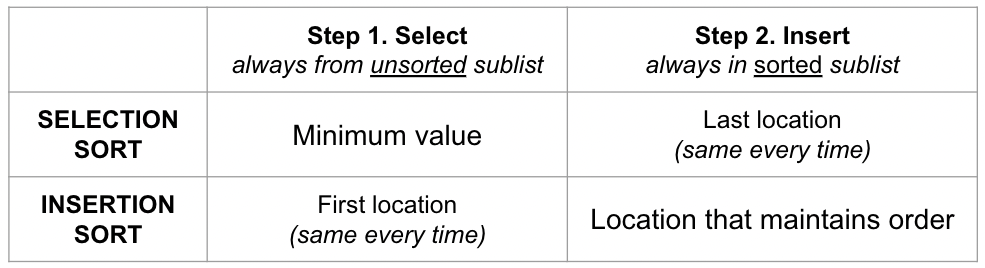 Step 1. Select
always from unsorted sublist
Step 2. Insert
always in sorted sublist
SELECTION
SORT
Minimum value
Last location
(same every time)
INSERTION
SORT
First location
(same every time)
Location that maintains order